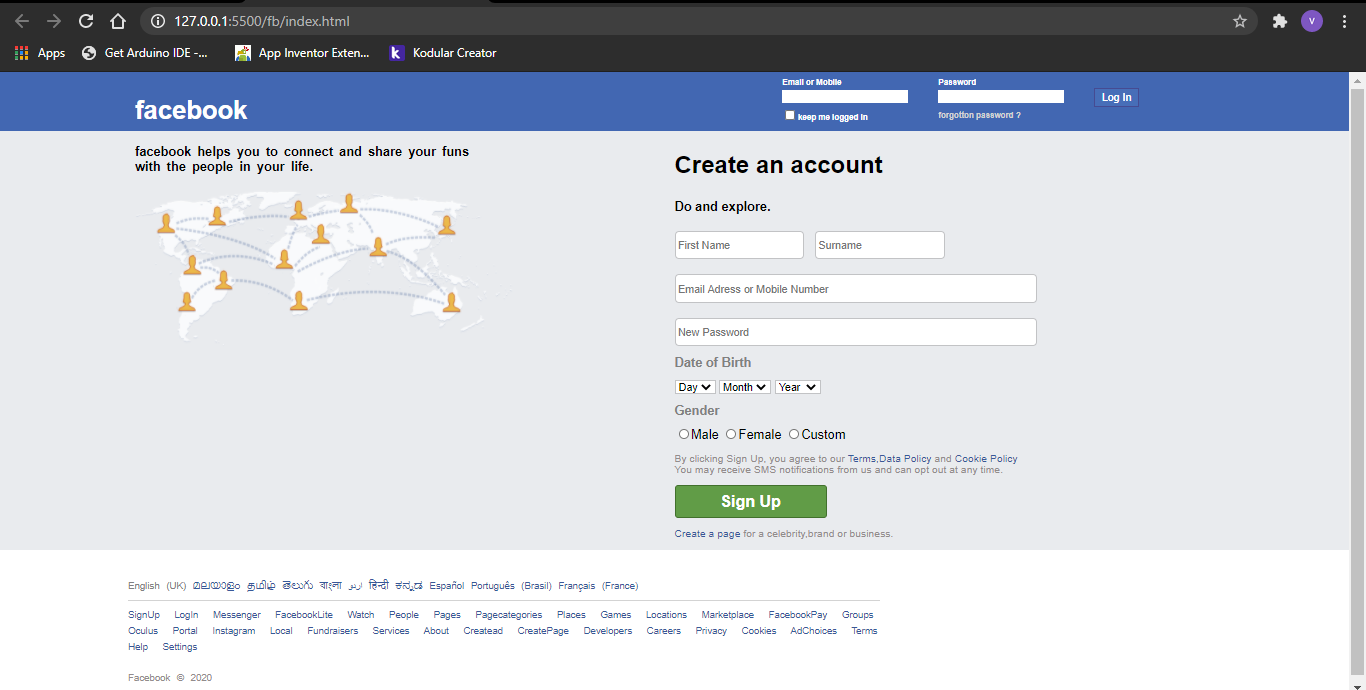 127.0.0.1:5500/fb/index.html
V
Apps Get Arduino IDE -... App Inventor Exten... k Kodular Creator
Email or Mobile Password
facebook
Log In
keep me logged in forgotton password ?
facebook helps you to connect and share your funs
with the people in your life.
Create an account
Do and explore.
First Name Surname
Email Adress or Mobile Number
New Password
Date of Birth
Day Month Year
Gender
Male Female Custom
By clicking Sign Up, you agree to our Terms,Data Policy and Cookie Policy
You may receive SMS notifications from us and can opt out at any time.
Sign Up
Create a page for a celebrity,brand or business.
English (UK) മലയാളം தமிழ் తెలుగు বাংলা اردو हिन्दी ಕನ್ನಡ Español Português (Brasil) Français (France)
SignUp LogIn Messenger FacebookLite Watch People Pages Pagecategories Places Games Locations Marketplace FacebookPay Groups
Oculus Portal Instagram Local Fundraisers Services About Createad CreatePage Developers Careers Privacy Cookies AdChoices Terms
Help Settings
Facebook © 2020